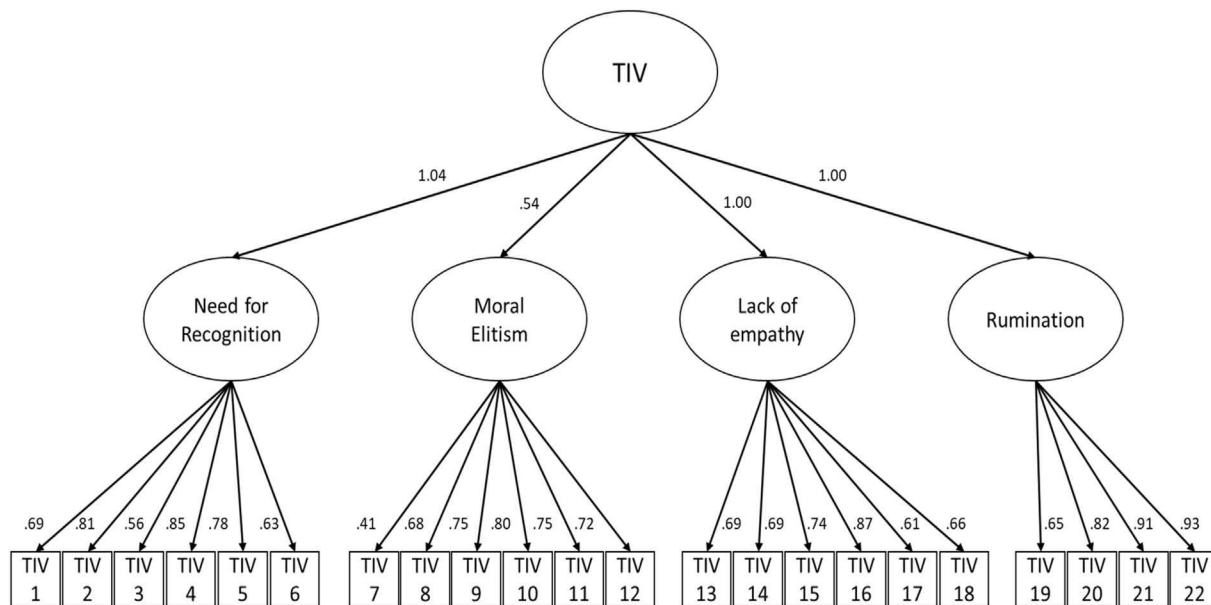 TIV
1.04
.54
1.00
1.00
Need for
Recognition
Moral
Elitism
Lack of
empathy
Rumination
.69 .81 .56 .85 .78 .63
.41 .68 .75 .80 .75 .72
.69 .69 .74 .87 .61 .66
.65 .82 .91 .93
TIV TIV TIV TIV TIV TIV
1 2 3 4 5 6
TIV TIV TIV TIV TIV TIV
7 8 9 10 11 12
TIV TIV TIV TIV TIV TIV
13 14 15 16 17 18
TIV TIV TIV TIV
19 20 21 22